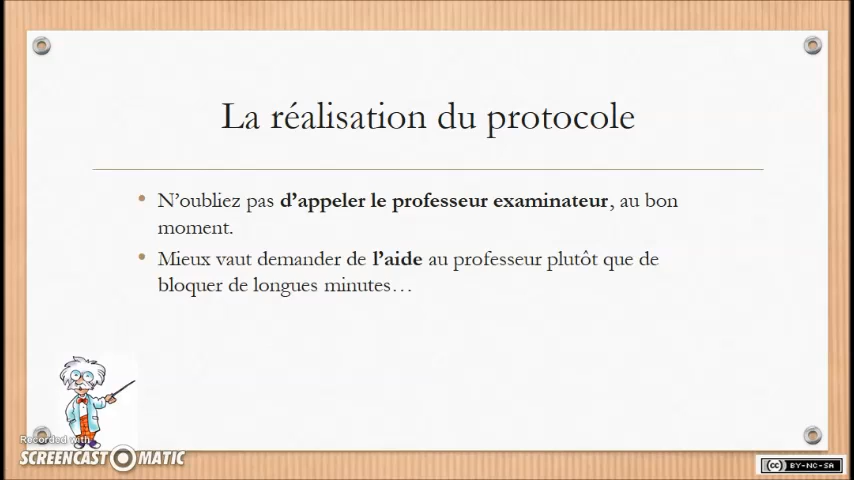 La réalisation du protocole
• N'oubliez pas d'appeler le professeur examinateur, au bon
moment.
• Mieux vaut demander de l'aide au professeur plutôt que de
bloquer de longues minutes…
Recorded with
SCREENCAST MATIC
cc BY-NC-SA